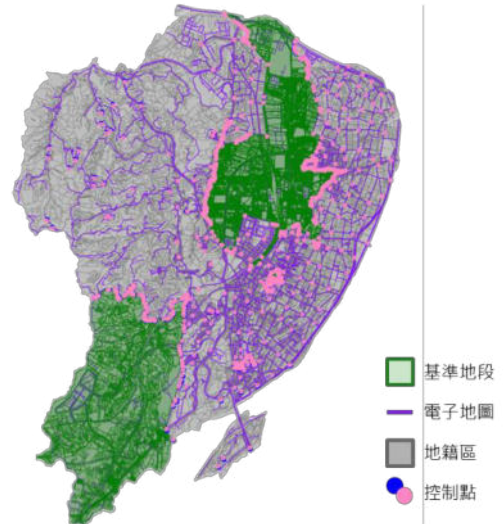 基準地段
電子地圖
地籍區
控制點